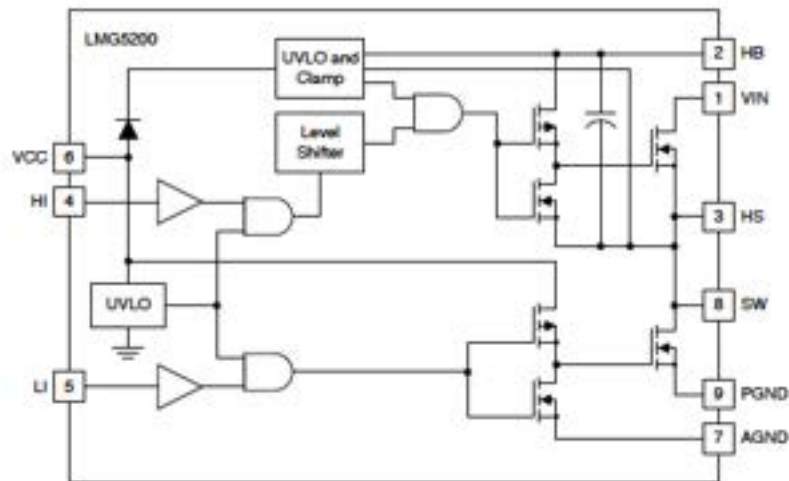 LMG5200
UVLO and
Clamp
2 HB
1 VIN
Level
Shifter
VCC 6
HI 4
3 HS
UVLO
8 SW
LI 5
9 PGND
7 AGND